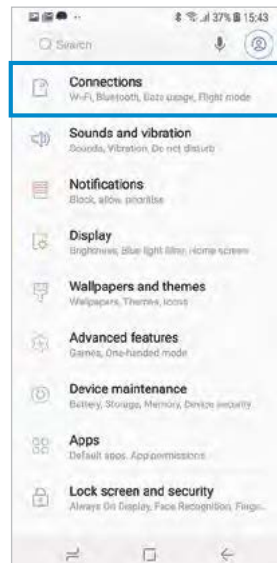 37% 15:43
Search
Connections
Wi-Fi, Bluetooth, Data usage, Flight mode
Sounds and vibration
Sounds, Vibration, Do not disturb
Notifications
Block, allow, prioritise
Display
Brightness, Blue light filter, Home screen
Wallpapers and themes
Wallpapers, Themes, Icons
Advanced features
Games, One-handed mode
Device maintenance
Battery, Storage, Memory, Device security
Apps
Default apps, App permissions
Lock screen and security
Always On Display, Face Recognition, Finge..